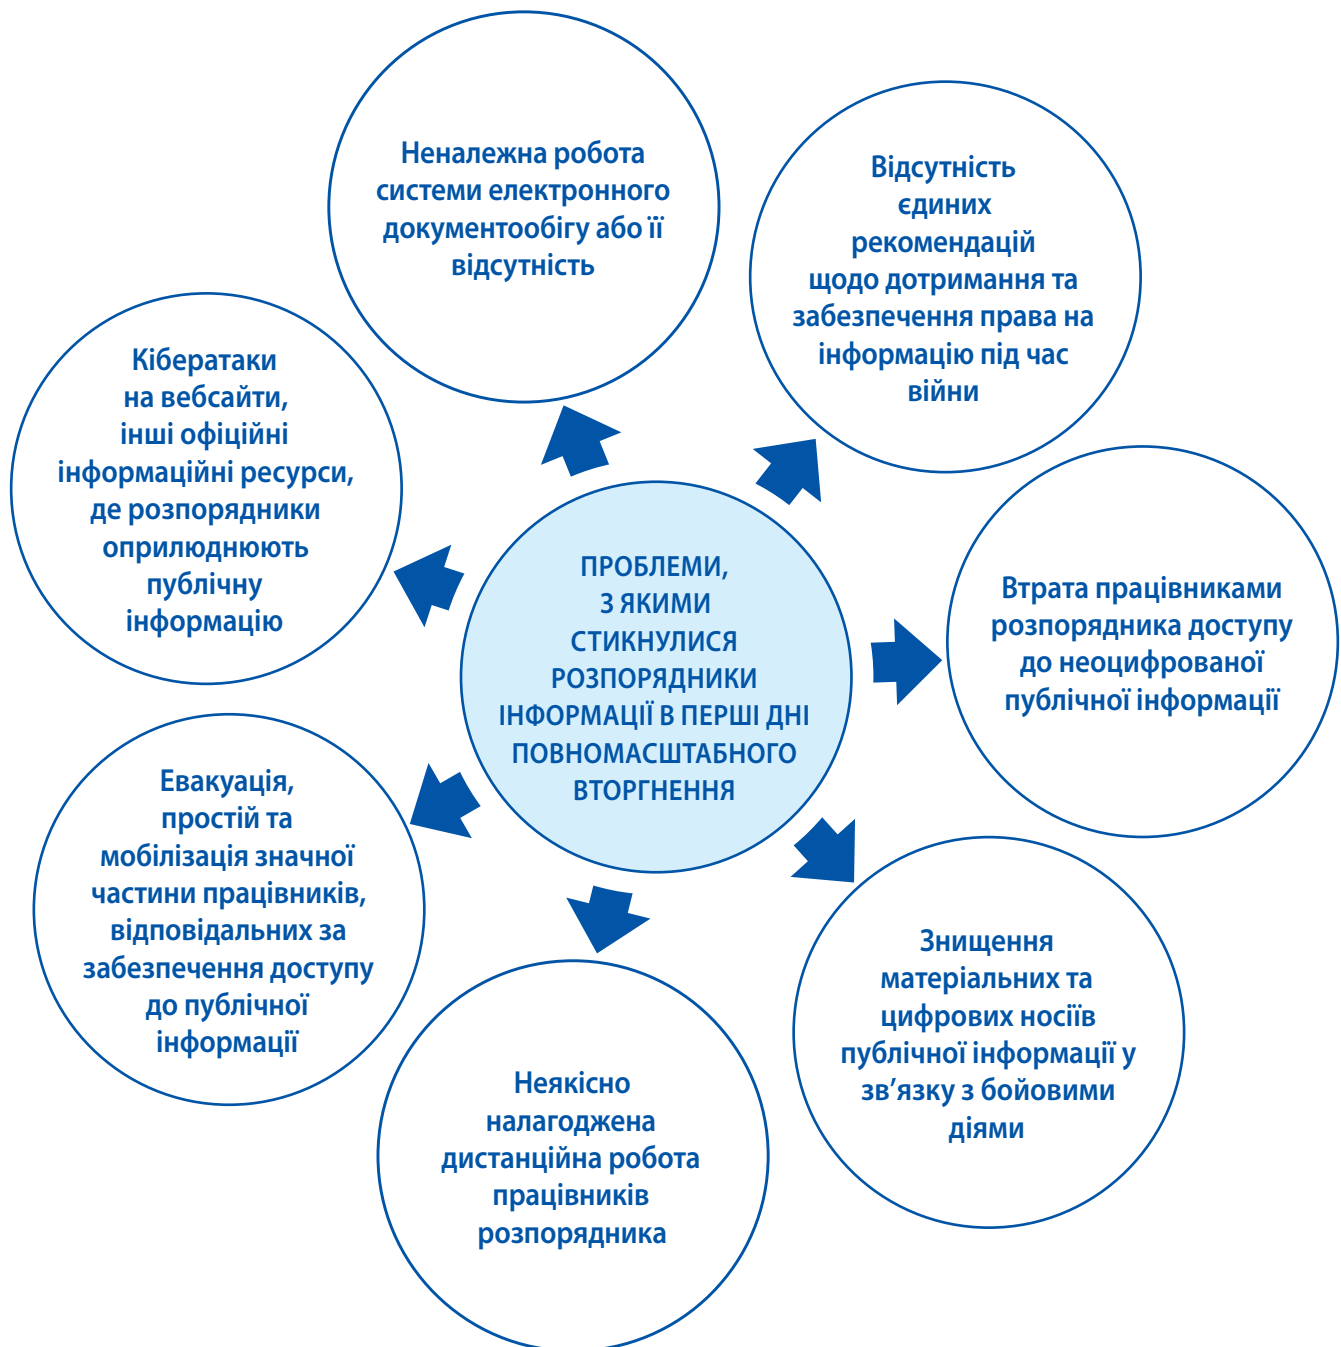 Неналежна робота
системи електронного
документообігу або її
відсутність
Відсутність
єдиних
рекомендацій
щодо дотримання та
забезпечення права на
інформацію під час
війни
Кібератаки
на вебсайти,
інші офіційні
інформаційні ресурси,
де розпорядники
оприлюднюють
публічну
інформацію
ПРОБЛЕМИ,
З ЯКИМИ
СТИКНУЛИСЯ
РОЗПОРЯДНИКИ
ІНФОРМАЦІЇ В ПЕРШІ ДНІ
ПОВНОМАСШТАБНОГО
ВТОРГНЕННЯ
Втрата працівниками
розпорядника доступу
до неоцифрованої
публічної інформації
Евакуація,
простій та
мобілізація значної
частини працівників,
відповідальних за
забезпечення доступу
до публічної
інформації
Знищення
матеріальних та
цифрових носіїв
публічної інформації у
зв’язку з бойовими
діями
Неякісно
налагоджена
дистанційна робота
працівників
розпорядника